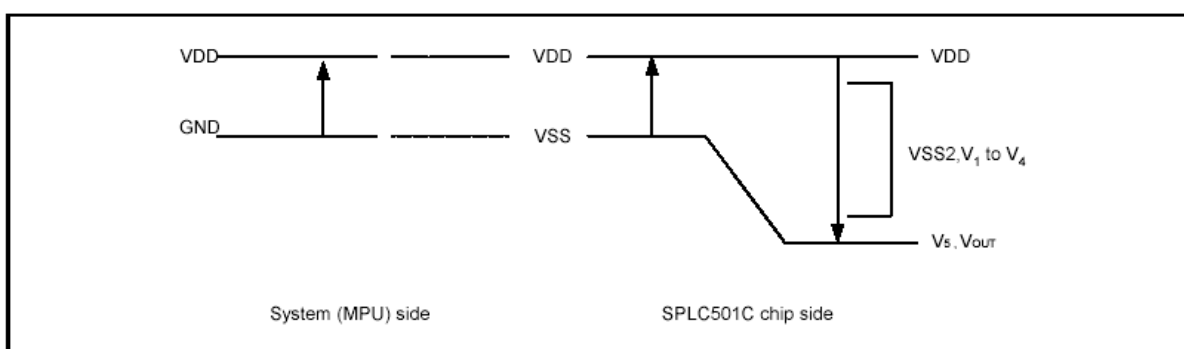 VDD VDD VDD
GND VSS
VSS2,V₁ to V₄
V₅, VOUT
System (MPU) side SPLC501C chip side